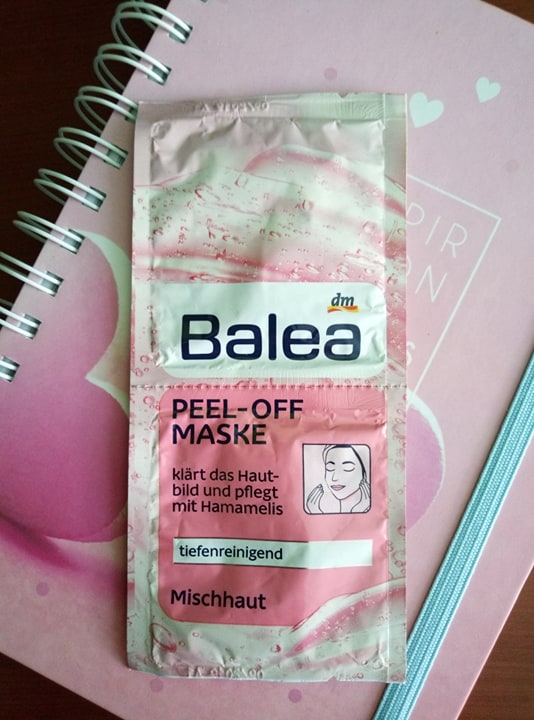 dm
Balea
PEEL-OFF
MASKE
klärt das Haut-
bild und pflegt
mit Hamamelis
tiefenreinigend
Mischhaut